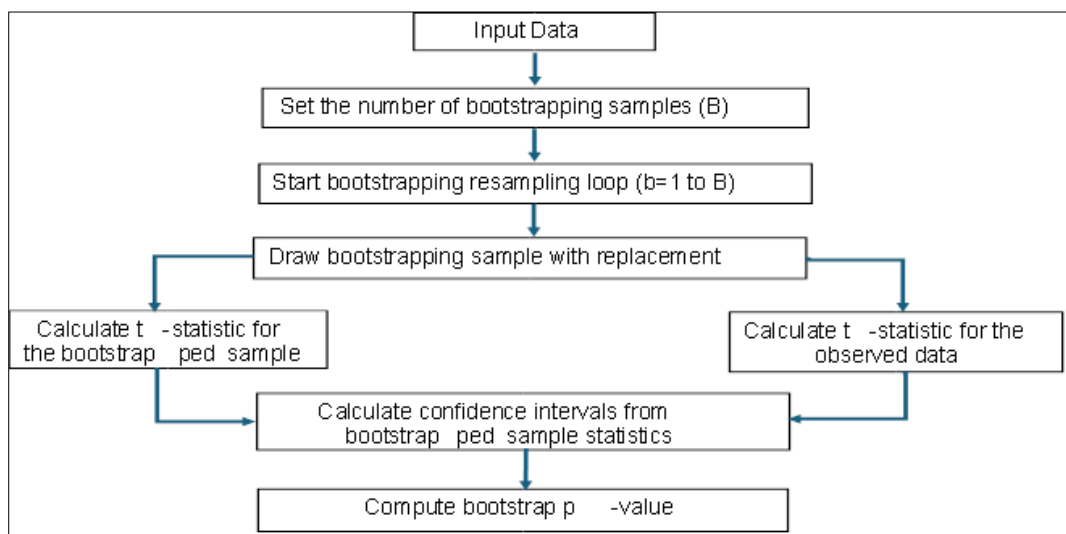 Input Data
Set the number of bootstrapping samples (B)
Start bootstrapping resampling loop (b=1 to B)
Draw bootstrapping sample with replacement
Calculate t -statistic for
the bootstrap ped sample
Calculate t -statistic for the
observed data
Calculate confidence intervals from
bootstrap ped sample statistics
Compute bootstrap p -value